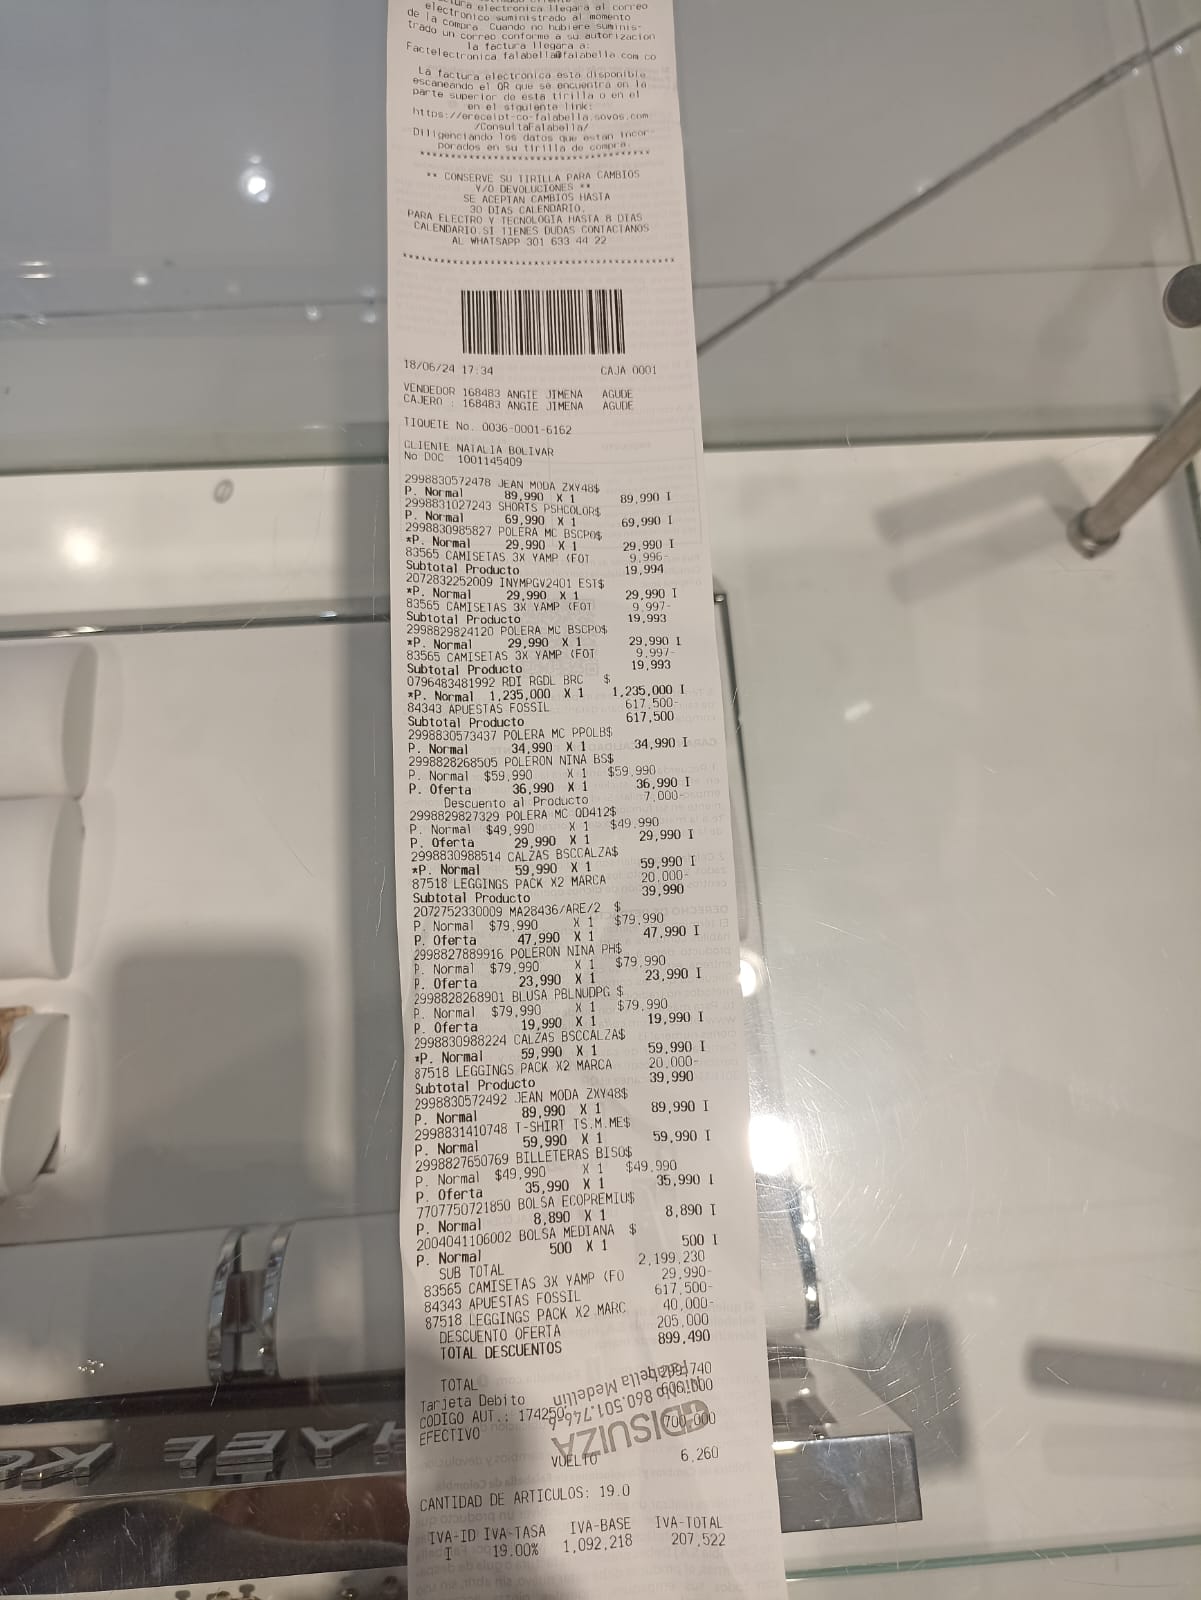 electronica llegara al correo
electronico suministrado al momento
de la compra. Cuando no hubiere suminis-
trado un correo conforme a su autorizacion
la factura llegara a:
Factelectronica.falabella@falabella.com.co
La factura electronica esta disponible
escaneando el QR que se encuentra en la
parte superior de esta tirilla o en el
en el siguiente link:
https://ereceipt-co-falabella.sovos.com
/ConsultaFalabella/
Diligenciando los datos que estan incor-
porados en su tirilla de compra.
****************************************
** CONSERVE SU TIRILLA PARA CAMBIOS
Y/O DEVOLUCIONES **
SE ACEPTAN CAMBIOS HASTA
30 DIAS CALENDARIO.
PARA ELECTRO Y TECNOLOGIA HASTA 8 DIAS
CALENDARIO.SI TIENES DUDAS CONTACTANOS
AL WHATSAPP 301 633 44 22
****************************************
18/06/24 17:34 CAJA 0001
VENDEDOR 168483 ANGIE JIMENA AGUDE
CAJERO : 168483 ANGIE JIMENA AGUDE
TIQUETE No. 0036-0001-6162
CLIENTE NATALIA BOLIVAR
No DOC 1001145409
2998830572478 JEAN MODA ZXY48$
P. Normal 89,990 X 1 89,990 I
2998831027243 SHORTS PSHCOLOR$
P. Normal 69,990 X 1 69,990 I
2998830985827 POLERA MC BSCPO$
*P. Normal 29,990 X 1 29,990 I
83565 CAMISETAS 3X YAMP (FOT 9,996-
Subtotal Producto 19,994
2072832252009 INYMPGV2401 EST$
*P. Normal 29,990 X 1 29,990 I
83565 CAMISETAS 3X YAMP (FOT 9,997-
Subtotal Producto 19,993
2998829824120 POLERA MC BSCPO$
*P. Normal 29,990 X 1 29,990 I
83565 CAMISETAS 3X YAMP (FOT 9,997-
Subtotal Producto 19,993
0796483481992 RDI RGDL BRC $
*P. Normal 1,235,000 X 1 1,235,000 I
84343 APUESTAS FOSSIL 617,500-
Subtotal Producto 617,500
2998830573437 POLERA MC PPOLB$
P. Normal 34,990 X 1 34,990 I
2998828268505 POLERON NINA BS$
P. Normal $59,990 X 1 $59,990
P. Oferta 36,990 X 1 36,990 I
Descuento al Producto 7,000-
2998829827329 POLERA MC OD412$
P. Normal $49,990 X 1 $49,990
P. Oferta 29,990 X 1 29,990 I
2998830988514 CALZAS BSCCALZA$
*P. Normal 59,990 X 1 59,990 I
87518 LEGGINGS PACK X2 MARCA 20,000-
Subtotal Producto 39,990
2072752330009 MA28436/ARE/2 $
P. Normal $79,990 X 1 $79,990
P. Oferta 47,990 X 1 47,990 I
2998827889916 POLERON NINA PH$
P. Normal $79,990 X 1 $79,990
P. Oferta 23,990 X 1 23,990 I
2998828268901 BLUSA PBLNUDPG $
P. Normal $79,990 X 1 $79,990
P. Oferta 19,990 X 1 19,990 I
2998830988224 CALZAS BSCCALZA$
*P. Normal 59,990 X 1 59,990 I
87518 LEGGINGS PACK X2 MARCA 20,000-
Subtotal Producto 39,990
2998830572492 JEAN MODA ZXY48$
P. Normal 89,990 X 1 89,990 I
2998831410748 T-SHIRT TS.M.ME$
P. Normal 59,990 X 1 59,990 I
2998827650769 BILLETERAS BISO$
P. Normal $49,990 X 1 $49,990
P. Oferta 35,990 X 1 35,990 I
7707750721850 BOLSA ECOPREMIU$
P. Normal 8,890 X 1 8,890 I
2004041106002 BOLSA MEDIANA $
P. Normal 500 X 1 500 I
SUB TOTAL 2,199,230
83565 CAMISETAS 3X YAMP (FO 29,990-
84343 APUESTAS FOSSIL 617,500-
87518 LEGGINGS PACK X2 MARC 40,000-
DESCUENTO OFERTA 205,000
TOTAL DESCUENTOS 899,490
TOTAL
Tarjeta Debito
CODIGO AUT.: 174250
EFECTIVO 700,000
VUELTO 6,260
Falabella Medellin
860.501.746-6
DISUIZA
CANTIDAD DE ARTICULOS: 19.0
IVA-ID IVA-TASA IVA-BASE IVA-TOTAL
I 19.00% 1,092,218 207,522